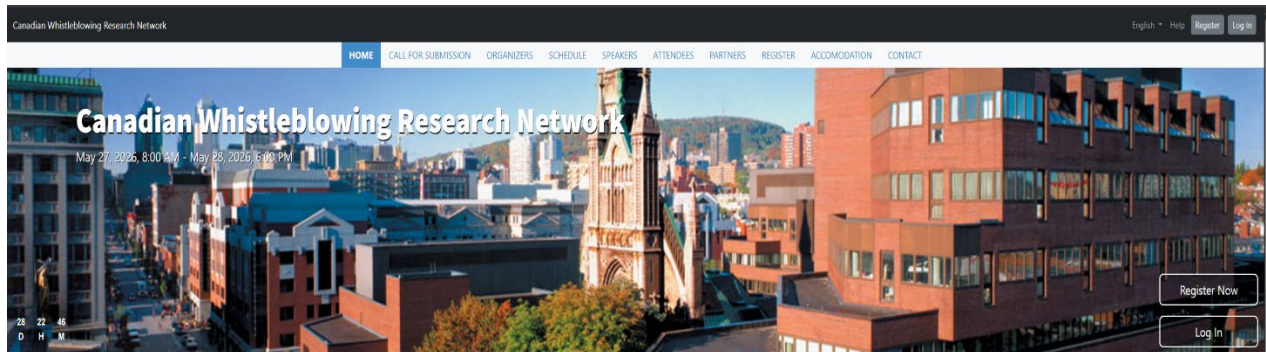 Canadian Whistleblowing Research Network
English Help Register Log In
HOME CALL FOR SUBMISSION ORGANIZERS SCHEDULE SPEAKERS ATTENDEES PARTNERS REGISTER ACCOMODATION CONTACT
Canadian Whistleblowing Research Network
May 27, 2026, 8:00 AM - May 28, 2026, 6:00 PM
Register Now
28 22 46
D H M
Log In